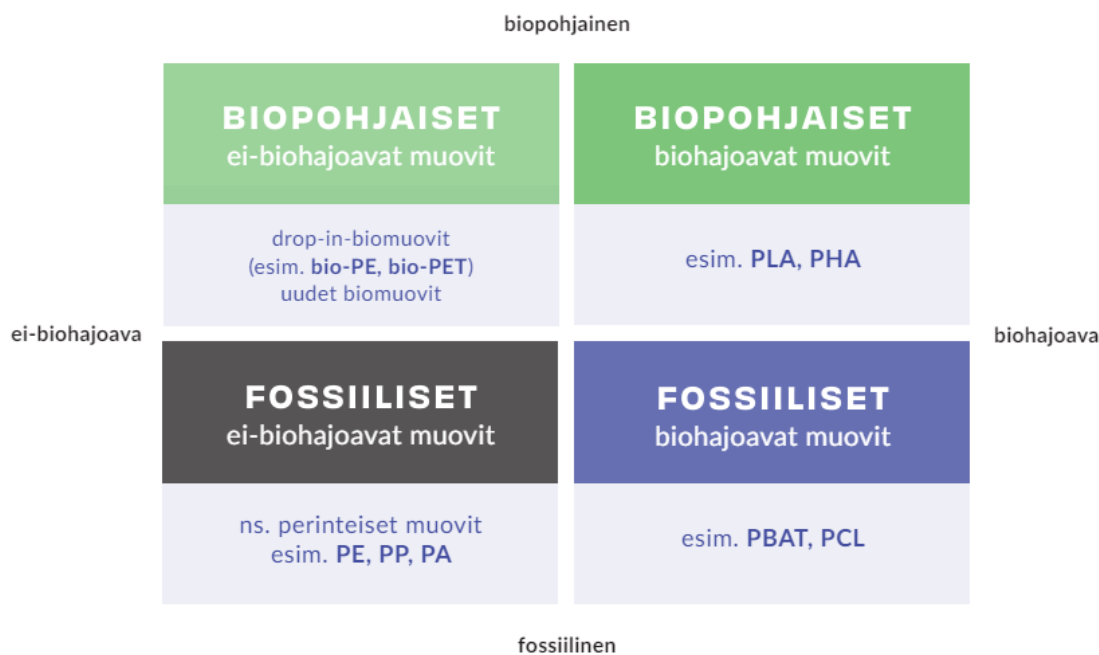 biopohjainen
BIOPOHJAISET
ei-biohajoavat muovit
drop-in-biomuovit
(esim. bio-PE, bio-PET)
uudet biomuovit
BIOPOHJAISET
biohajoavat muovit
esim. PLA, PHA
ei-biohajoava
biohajoava
FOSSIILISET
ei-biohajoavat muovit
ns. perinteiset muovit
esim. PE, PP, PA
FOSSIILISET
biohajoavat muovit
esim. PBAT, PCL
fossiilinen